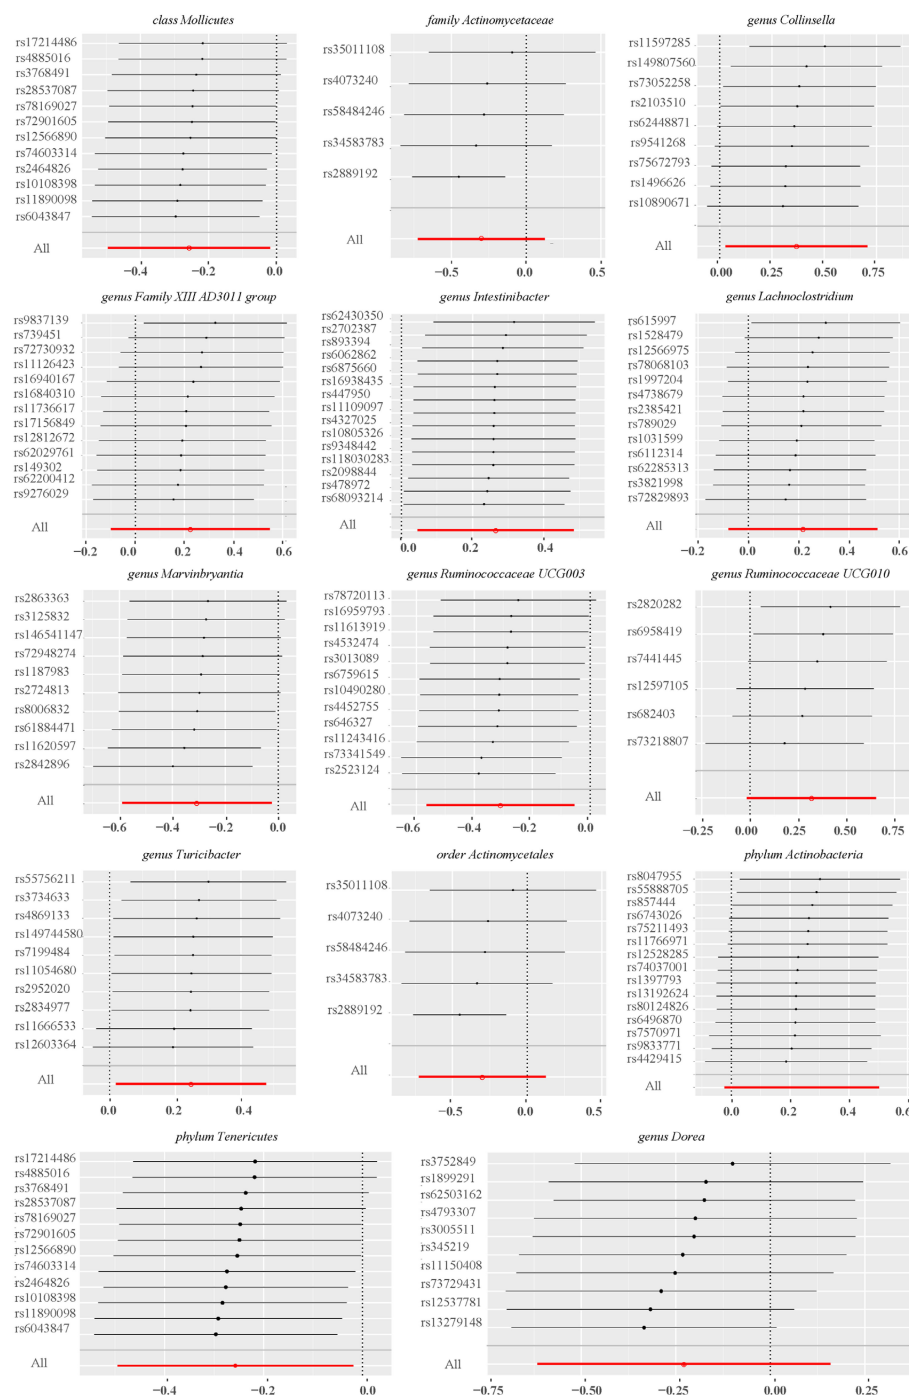 class Mollicutes
rs17214486
rs4885016
rs3768491
rs28537087
rs78169027
rs72901605
rs12566890
rs74603314
rs2464826
rs10108398
rs11890098
rs6043847
All
−0.4 −0.2 0.0
family Actinomycetaceae
rs35011108
rs4073240
rs58484246
rs34583783
rs2889192
All
−0.5 0.0 0.5
genus Collinsella
rs11597285
rs149807560
rs73052258
rs2103510
rs62448871
rs9541268
rs75672793
rs1496626
rs10890671
All
0.00 0.25 0.50 0.75
genus Family XIII AD3011 group
rs9837139
rs739451
rs72730932
rs11126423
rs16940167
rs16840310
rs11736617
rs17156849
rs12812672
rs62029761
rs149302
rs62200412
rs9276029
All
−0.2 0.0 0.2 0.4 0.6
genus Intestinibacter
rs62430350
rs2702387
rs893394
rs6062862
rs6875660
rs16938435
rs447950
rs11109097
rs4327025
rs10805326
rs9348442
rs118030283
rs2098844
rs478972
rs68093214
All
0.0 0.2 0.4
genus Lachnoclostridium
rs615997
rs1528479
rs12566975
rs78068103
rs1997204
rs4738679
rs2385421
rs789029
rs1031599
rs6112314
rs62285313
rs3821998
rs72829893
All
−0.2 0.0 0.2 0.4 0.6
genus Marvinbryantia
rs2863363
rs3125832
rs146541147
rs72948274
rs1187983
rs2724813
rs8006832
rs61884471
rs11620597
rs2842896
All
−0.6 −0.4 −0.2 0.0
genus Ruminococcaceae UCG003
rs78720113
rs16959793
rs11613919
rs4532474
rs3013089
rs6759615
rs10490280
rs4452755
rs646327
rs11243416
rs73341549
rs2523124
All
−0.6 −0.4 −0.2 0.0
genus Ruminococcaceae UCG010
rs2820282
rs6958419
rs7441445
rs12597105
rs682403
rs73218807
All
−0.25 0.00 0.25 0.50 0.75
genus Turicibacter
rs55756211
rs3734633
rs4869133
rs149744580
rs7199484
rs11054680
rs2952020
rs2834977
rs11666533
rs12603364
All
0.0 0.2 0.4
order Actinomycetales
rs35011108
rs4073240
rs58484246
rs34583783
rs2889192
All
−0.5 0.0 0.5
phylum Actinobacteria
rs8047955
rs55888705
rs857444
rs6743026
rs75211493
rs11766971
rs12528285
rs74037001
rs1397793
rs13192624
rs80124826
rs6496870
rs7570971
rs9833771
rs4429415
All
0.0 0.2 0.4 0.6
phylum Tenericutes
rs17214486
rs4885016
rs3768491
rs28537087
rs78169027
rs72901605
rs12566890
rs74603314
rs2464826
rs10108398
rs11890098
rs6043847
All
−0.4 −0.2 0.0
genus Dorea
rs3752849
rs1899291
rs62503162
rs4793307
rs3005511
rs345219
rs11150408
rs73729431
rs12537781
rs13279148
All
−0.75 −0.50 −0.25 0.00 0.25